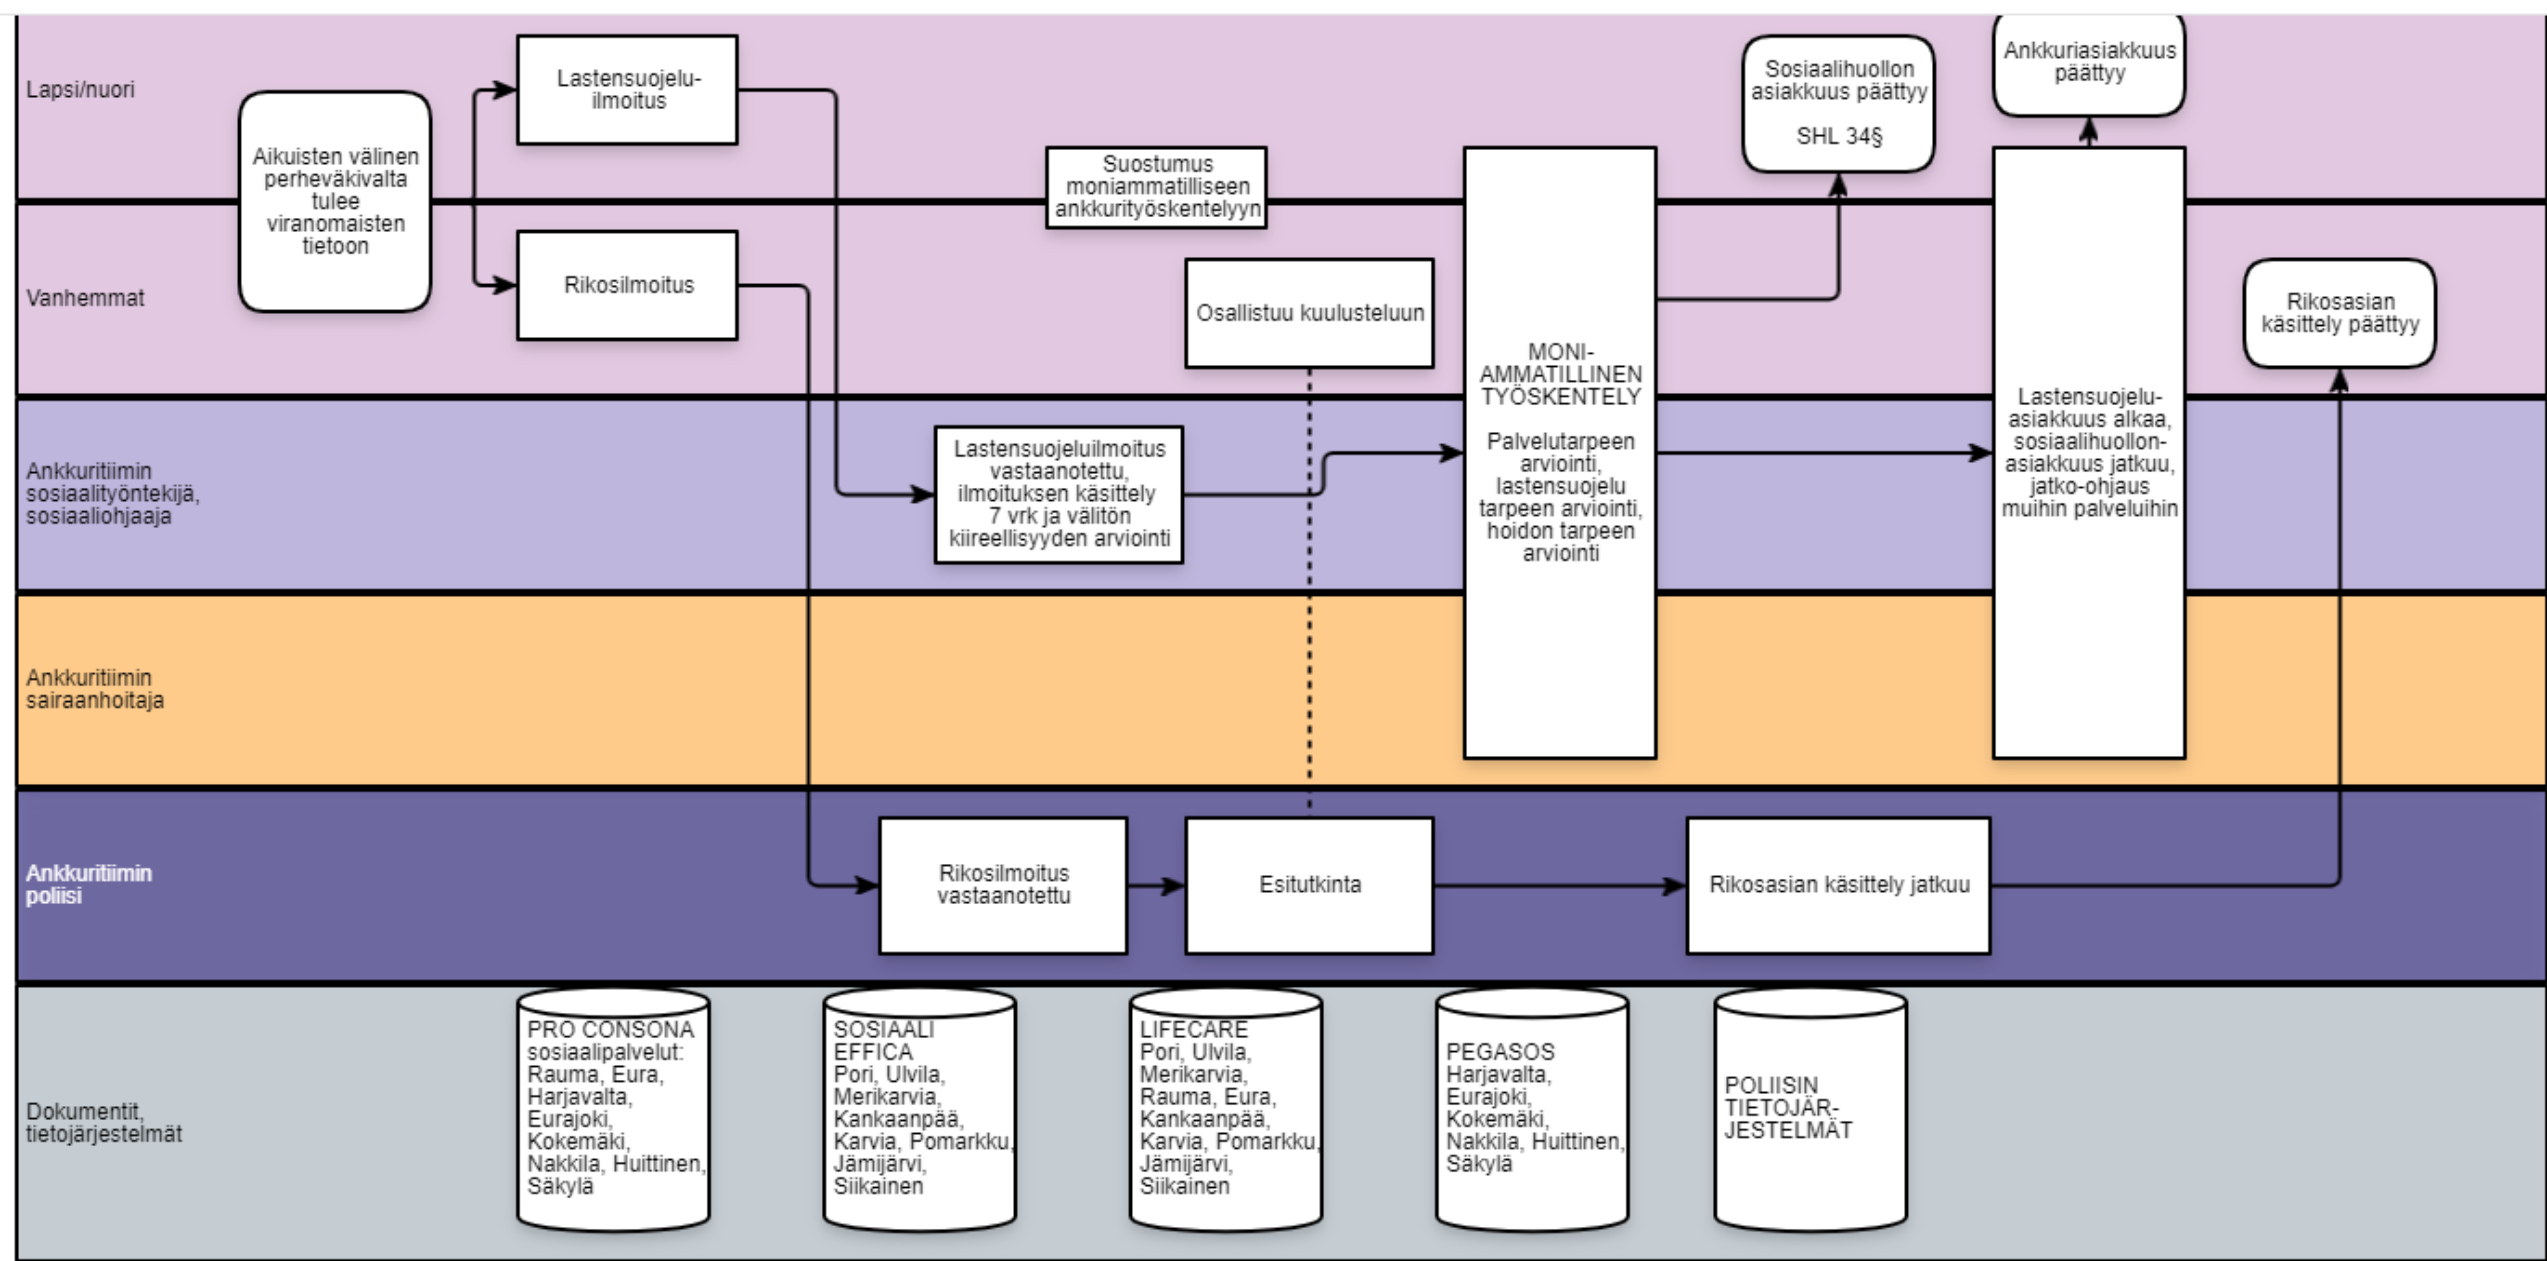 Lapsi/nuori
Aikuisten välinen
perheväkivalta
tulee
viranomaisten
tietoon
Lastensuojelu-
ilmoitus
Suostumus
moniammatilliseen
ankkurityöskentelyyn
Sosiaalihuollon
asiakkuus päättyy
SHL 34§
Ankkuriasiakkuus
päättyy
Vanhemmat
Rikosilmoitus
Osallistuu kuulusteluun
MONI-
AMMATILLINEN
TYÖSKENTELY
Palvelutarpeen
arviointi,
lastensuojelu
tarpeen arviointi,
hoidon tarpeen
arviointi
Lastensuojelu-
asiakkuus alkaa,
sosiaalihuollon-
asiakkuus jatkuu,
jatko-ohjaus
muihin palveluihin
Rikosasian
käsittely päättyy
Ankkuritiimin
sosiaalityöntekijä,
sosiaaliohjaaja
Lastensuojeluilmoitus
vastaanotettu,
ilmoituksen käsittely
7 vrk ja välitön
kiireellisyyden arviointi
Ankkuritiimin
sairaanhoitaja
Ankkuritiimin
poliisi
Rikosilmoitus
vastaanotettu
Esitutkinta
Rikosasian käsittely jatkuu
Dokumentit,
tietojärjestelmät
PRO CONSONA
sosiaalipalvelut:
Rauma, Eura,
Harjavalta,
Eurajoki,
Kokemäki,
Nakkila, Huittinen,
Säkylä
SOSIAALI
EFFICA
Pori, Ulvila,
Merikarvia,
Kankaanpää,
Karvia, Pomarkku,
Jämijärvi,
Siikainen
LIFECARE
Pori, Ulvila,
Merikarvia,
Rauma, Eura,
Kankaanpää,
Karvia, Pomarkku,
Jämijärvi,
Siikainen
PEGASOS
Harjavalta,
Eurajoki,
Kokemäki,
Nakkila, Huittinen,
Säkylä
POLIISIN
TIETOJÄR-
JESTELMÄT